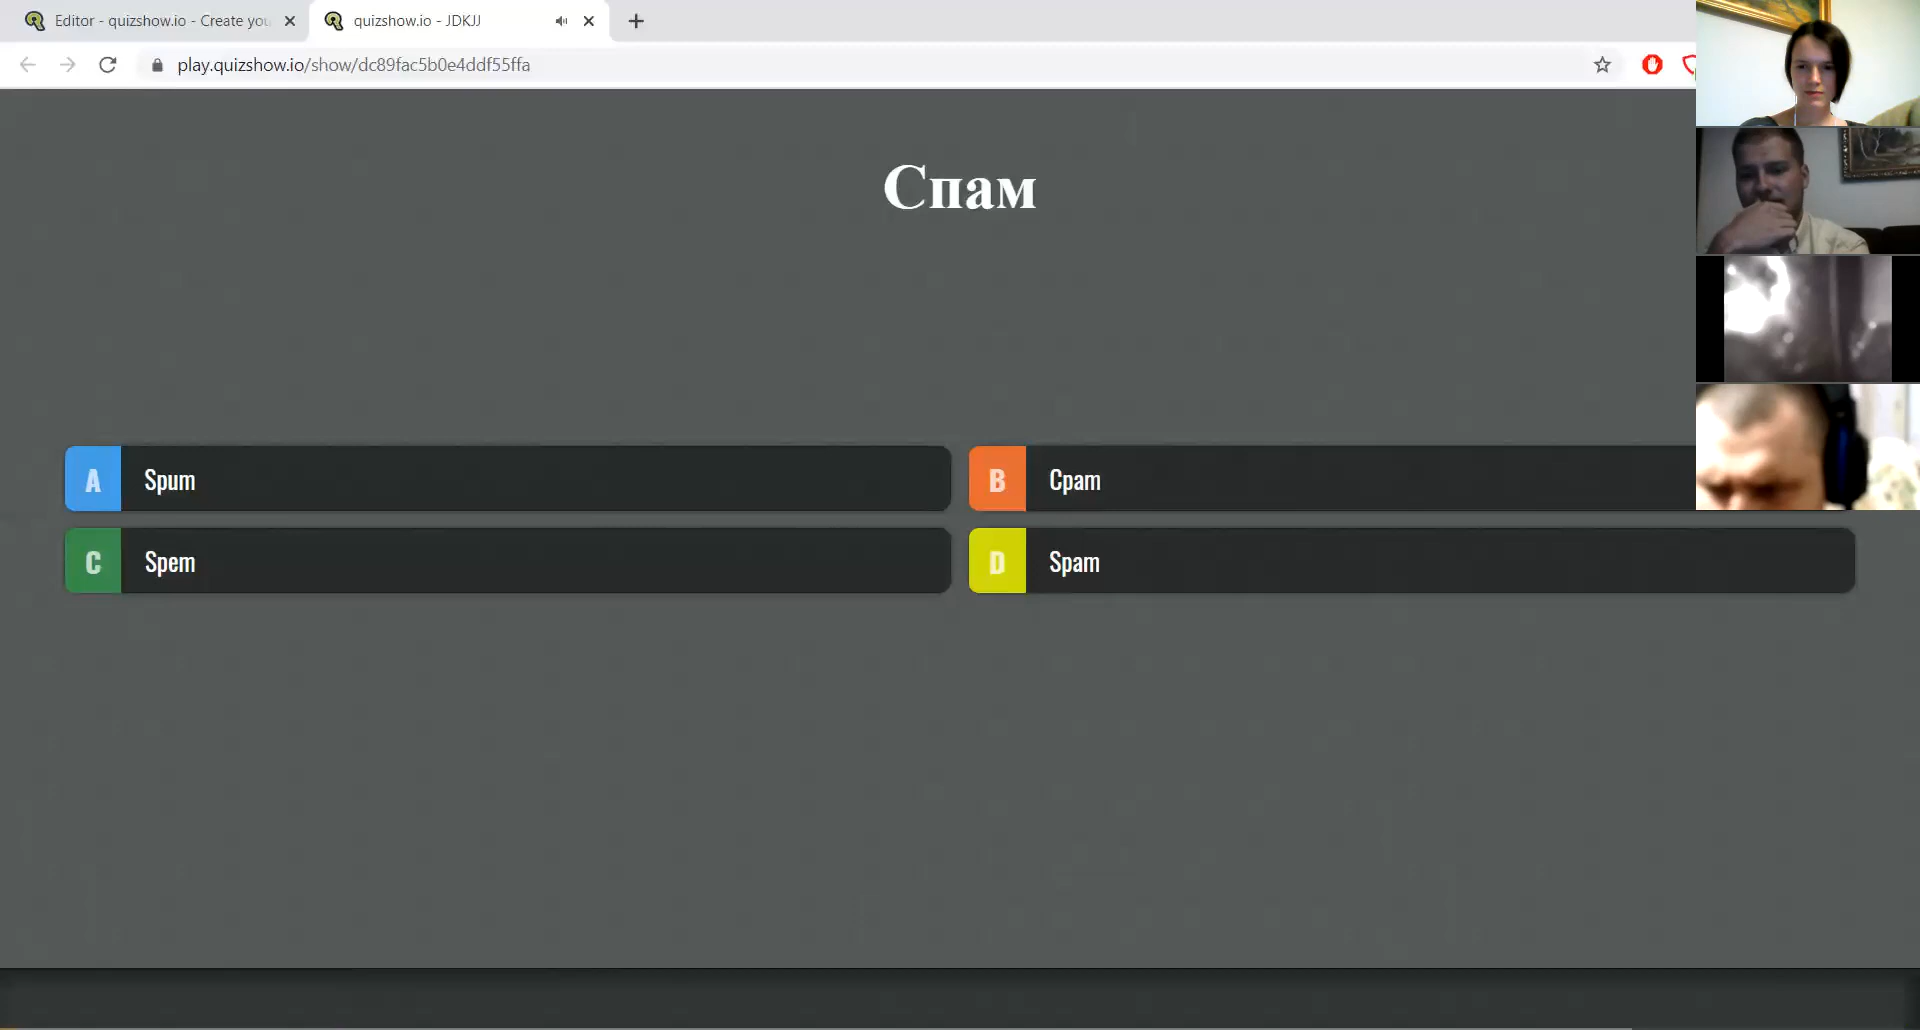 Editor - quizshow.io - Create you
quizshow.io - JDKJJ
play.quizshow.io/show/dc89fac5b0e4ddf55ffa
Спам
A Spum
B Cpam
C Spem
D Spam